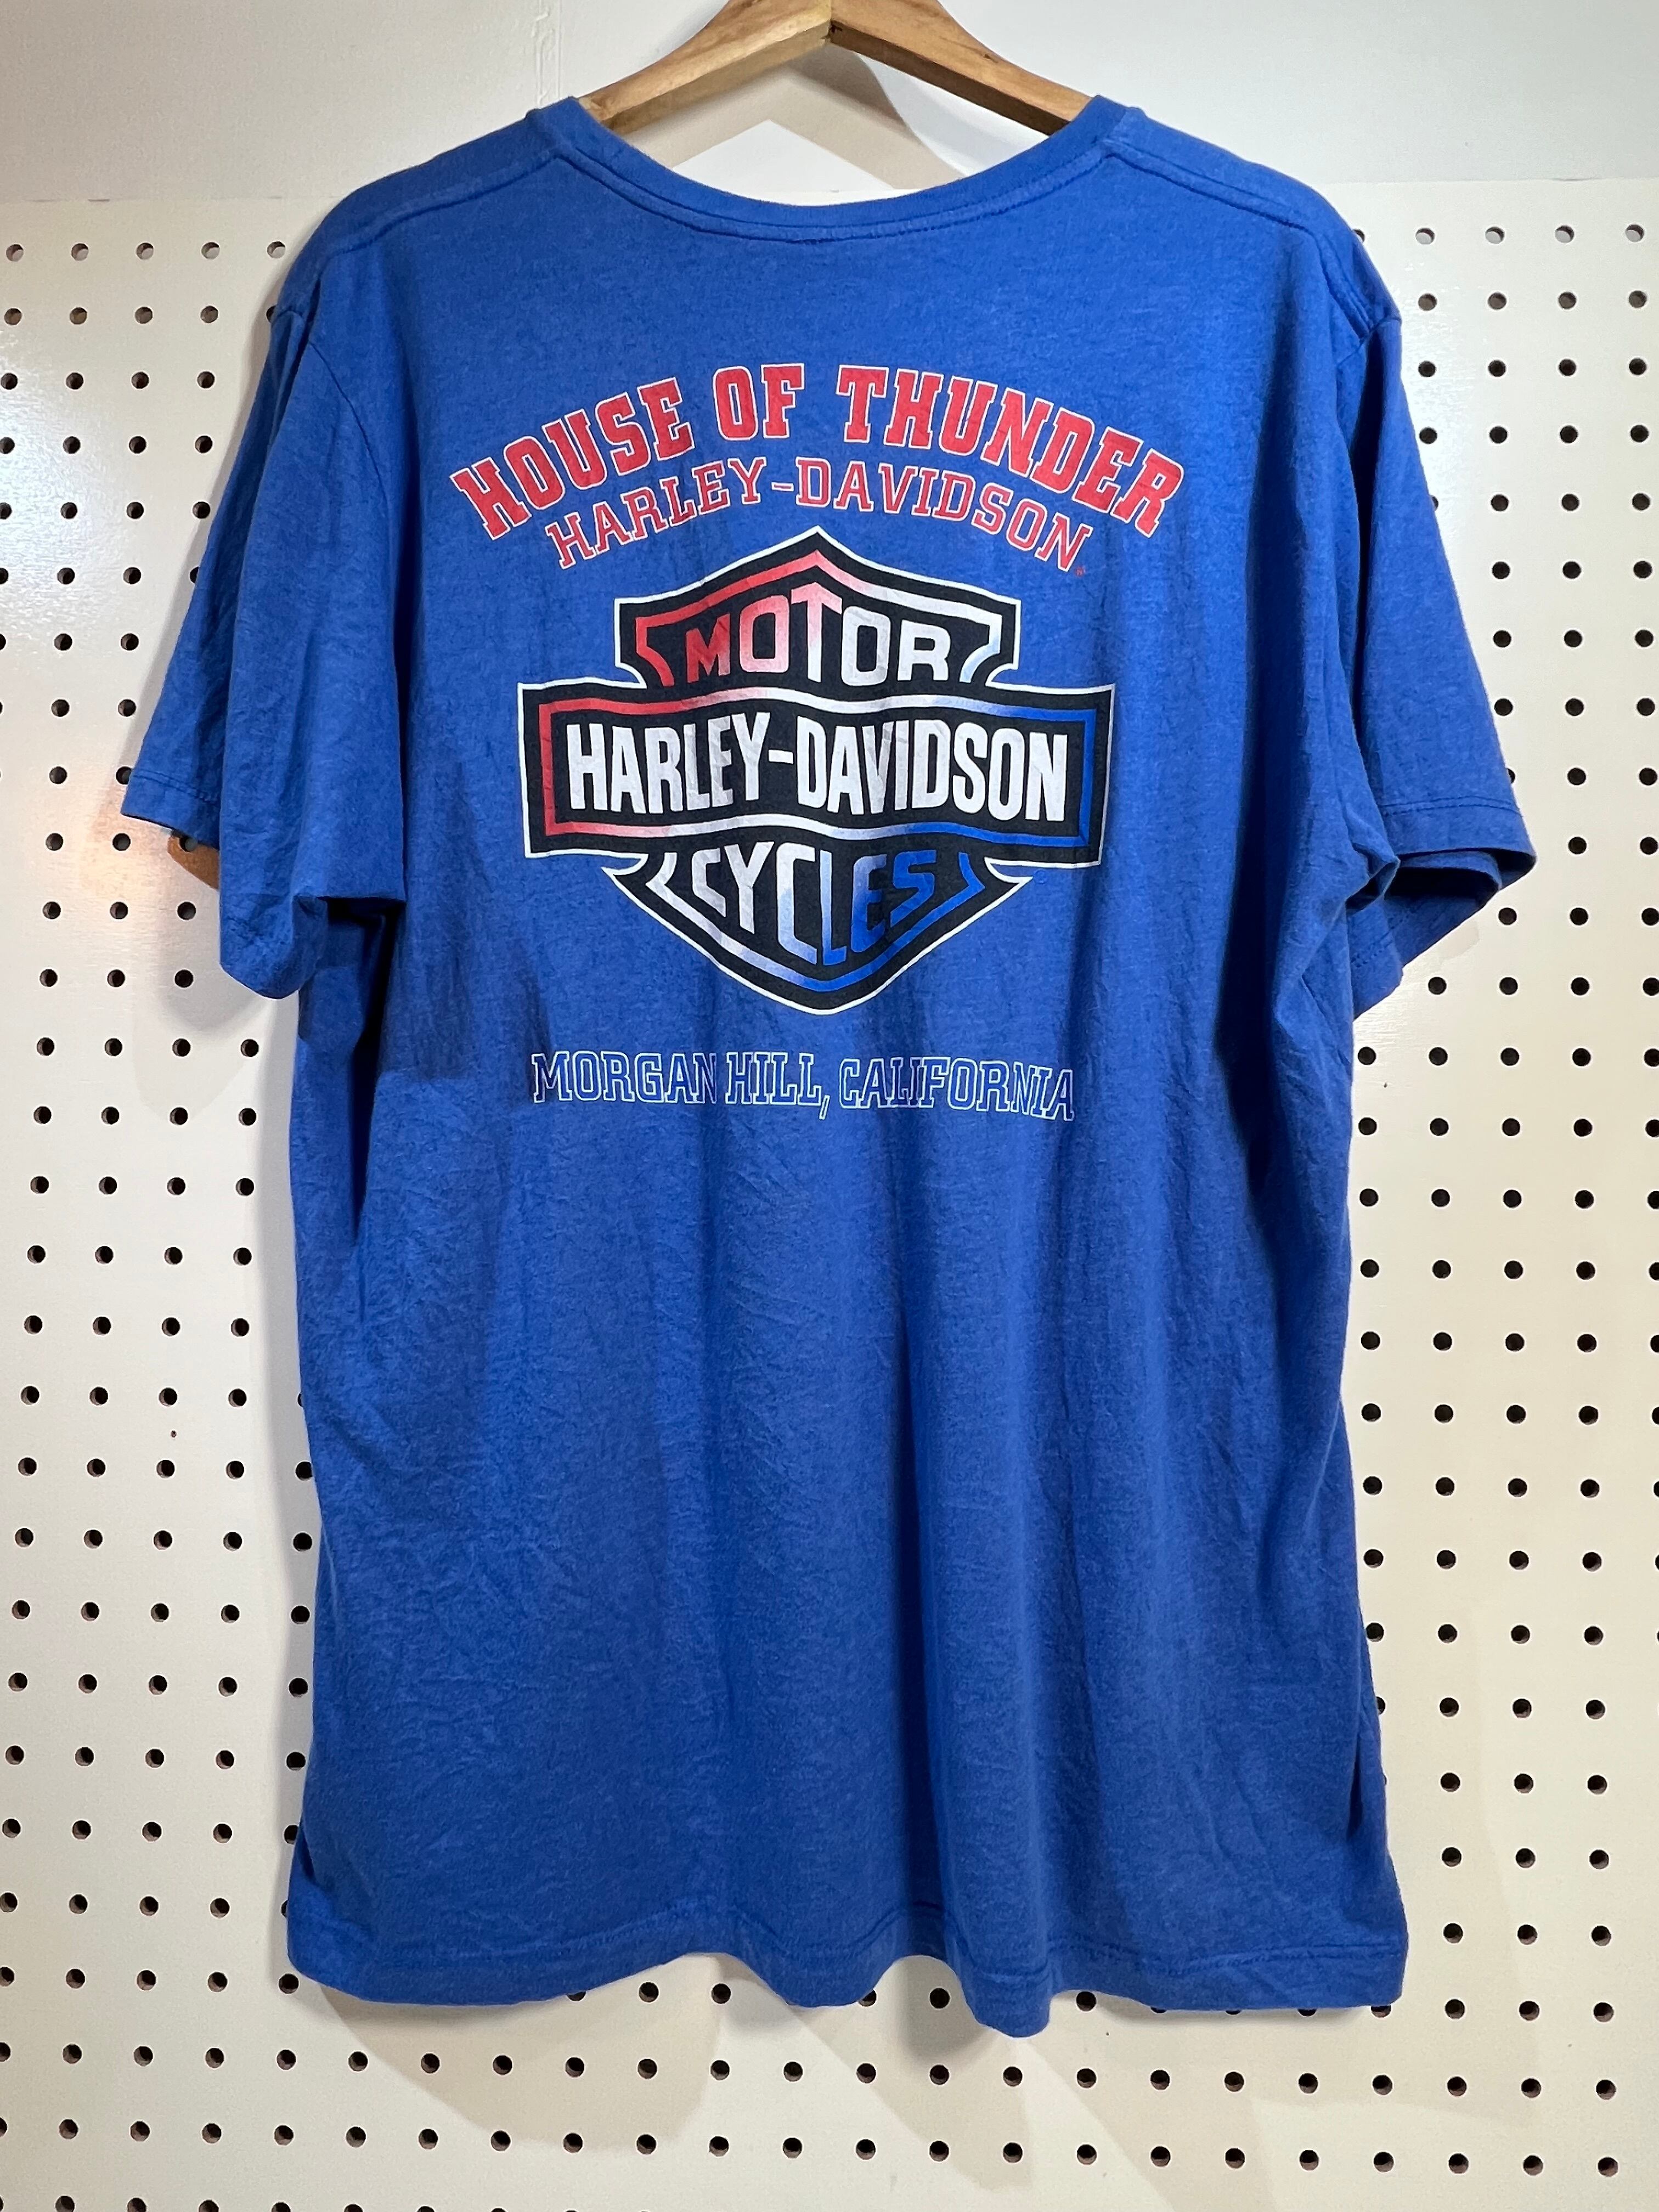 HOUSE OF THUNDER
HARLEY-DAVIDSON
MOTOR
HARLEY-DAVIDSON
CYCLES
MORGAN HILL, CALIFORNIA